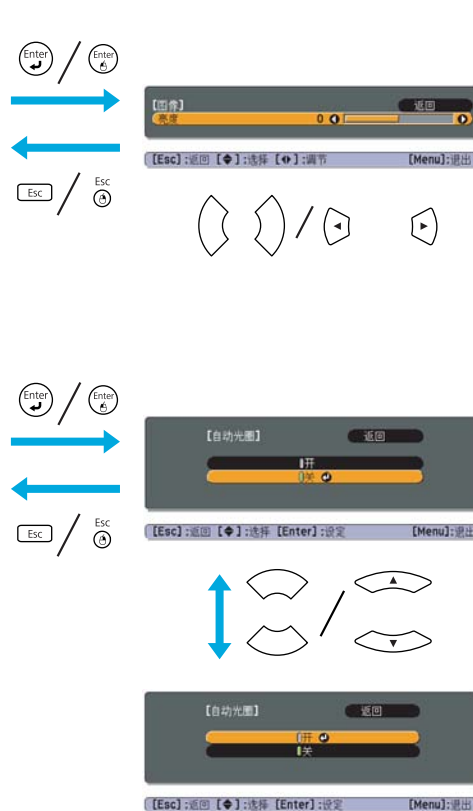 Enter / Enter
[图像] 返回
亮度 0
[Esc]:返回 [◆]:选择 [◆]:调节 [Menu]:退出
Esc / Esc
Enter / Enter
[自动光圈] 返回
开
关
[Esc]:返回 [◆]:选择 [Enter]:设定 [Menu]:退出
Esc / Esc
[自动光圈] 返回
开
关
[Esc]:返回 [◆]:选择 [Enter]:设定 [Menu]:退出